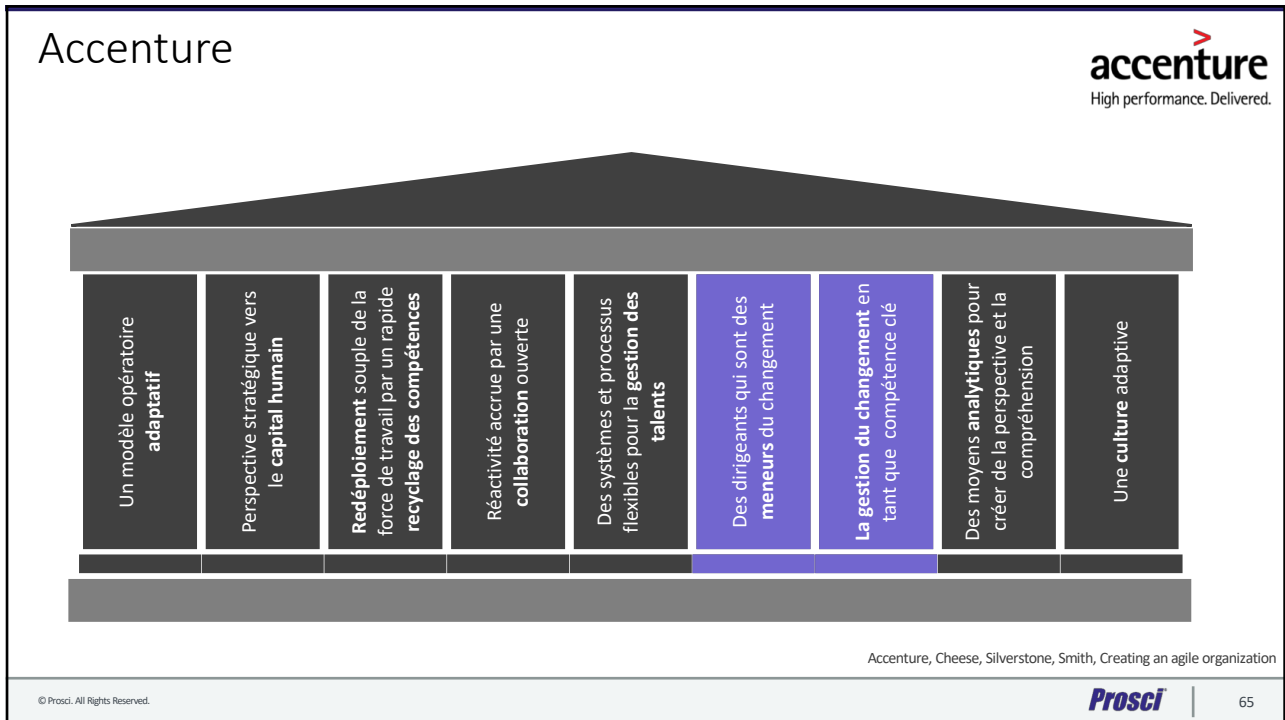 Accenture
>
accenture
High performance. Delivered.
Un modèle opératoire
adaptatif
Perspective stratégique vers
le capital humain
Redéploiement souple de la
force de travail par un rapide
recyclage des compétences
Réactivité accrue par une
collaboration ouverte
Des systèmes et processus
flexibles pour la gestion des
talents
Des dirigeants qui sont des
meneurs du changement
La gestion du changement en
tant que compétence clé
Des moyens analytiques pour
créer de la perspective et la
compréhension
Une culture adaptive
Accenture, Cheese, Silverstone, Smith, Creating an agile organization
© Prosci. All Rights Reserved.
Prosci
65